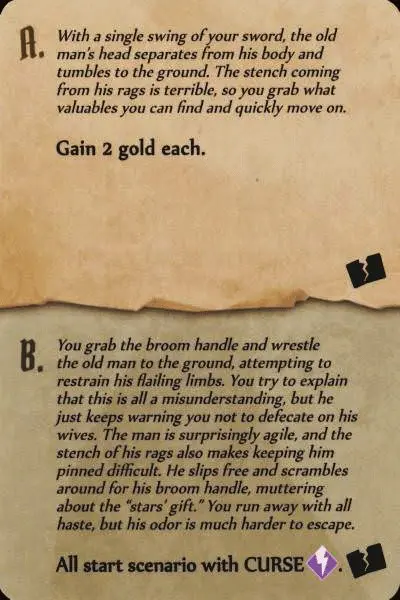 A. With a single swing of your sword, the old
man's head separates from his body and
tumbles to the ground. The stench coming
from his rags is terrible, so you grab what
valuables you can find and quickly move on.
Gain 2 gold each.
B. You grab the broom handle and wrestle
the old man to the ground, attempting to
restrain his flailing limbs. You try to explain
that this is all a misunderstanding, but he
just keeps warning you not to defecate on his
wives. The man is surprisingly agile, and the
stench of his rags also makes keeping him
pinned difficult. He slips free and scrambles
around for his broom handle, muttering
about the “stars' gift.” You run away with all
haste, but his odor is much harder to escape.
All start scenario with CURSE .